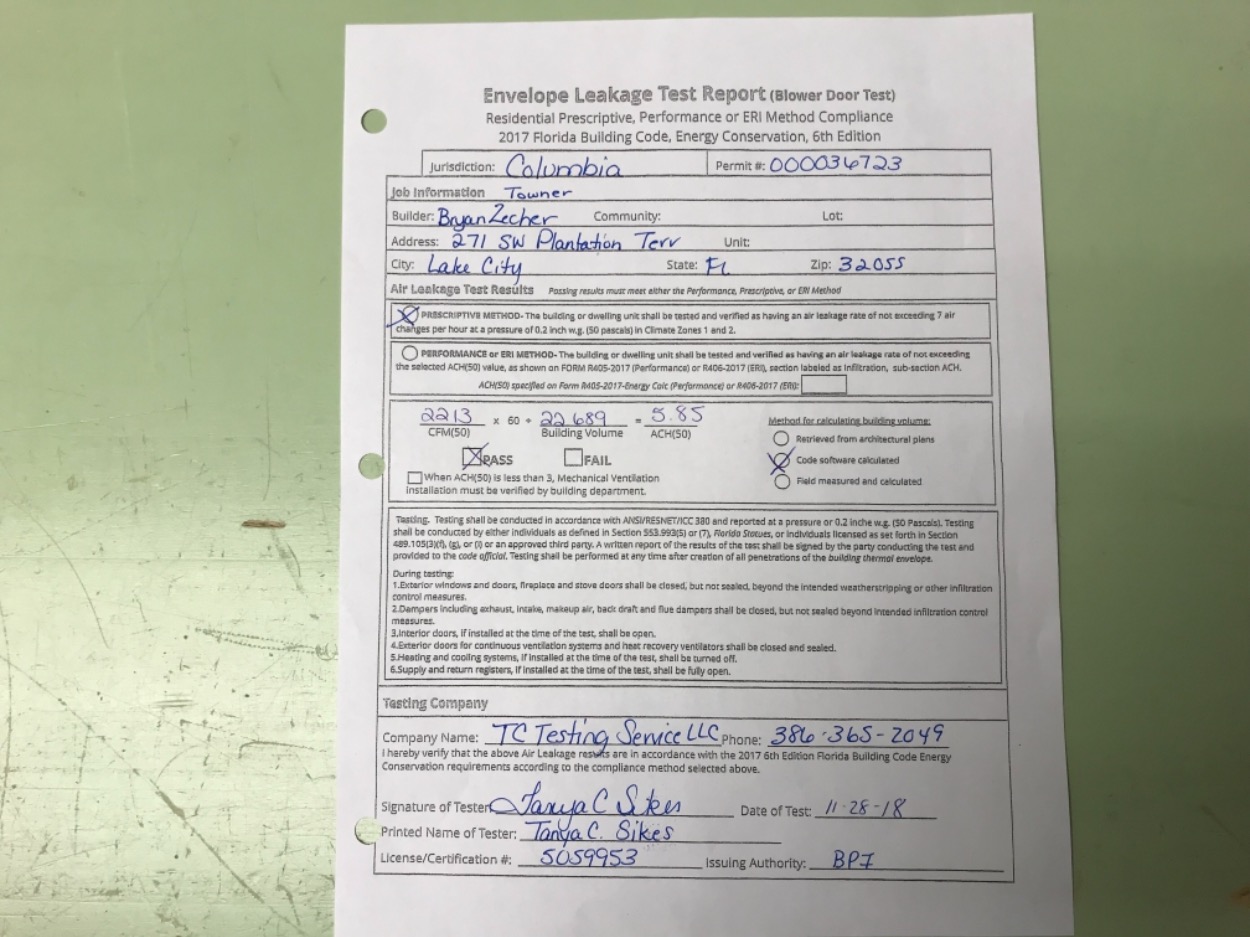 Envelope Leakage Test Report (Blower Door Test)
Residential Prescriptive, Performance or ERI Method Compliance
2017 Florida Building Code, Energy Conservation, 6th Edition
Jurisdiction: Columbia Permit #: 000036723
Job Information Towner
Builder: Bryan Zecher Community: Lot:
Address: 271 SW Plantation Terr Unit:
City: Lake City State: FL Zip: 32055
Air Leakage Test Results Passing results must meet either the Performance, Prescriptive, or ERI Method
PRESCRIPTIVE METHOD- The building or dwelling unit shall be tested and verified as having an air leakage rate of not exceeding 7 air
changes per hour at a pressure of 0.2 inch w.g. (50 pascals) in Climate Zones 1 and 2.
PERFORMANCE or ERI METHOD- The building or dwelling unit shall be tested and verified as having an air leakage rate of not exceeding
the selected ACH(50) value, as shown on FORM R405-2017 (Performance) or R406-2017 (ERI), section labeled as infiltration, sub-section ACH.
ACH(50) specified on Form R405-2017-Energy Calc (Performance) or R406-2017 (ERI):
2213 x 60 ÷ 22 689 = 5.85
CFM(50) Building Volume ACH(50)
PASS FAIL
When ACH(50) is less than 3, Mechanical Ventilation
installation must be verified by building department.
Method for calculating building volume:
Retrieved from architectural plans
Code software calculated
Field measured and calculated
Testing. Testing shall be conducted in accordance with ANSI/RESNET/ICC 380 and reported at a pressure or 0.2 inche w.g. (50 Pascals). Testing
shall be conducted by either individuals as defined in Section 553.993(5) or (7), Florida Statues, or individuals licensed as set forth in Section
489.105(3)(f), (g), or (i) or an approved third party. A written report of the results of the test shall be signed by the party conducting the test and
provided to the code official. Testing shall be performed at any time after creation of all penetrations of the building thermal envelope.
During testing:
1.Exterior windows and doors, fireplace and stove doors shall be closed, but not sealed, beyond the intended weatherstripping or other infiltration
control measures.
2.Dampers including exhaust, intake, makeup air, back draft and flue dampers shall be closed, but not sealed beyond intended infiltration control
measures.
3.Interior doors, if installed at the time of the test, shall be open.
4.Exterior doors for continuous ventilation systems and heat recovery ventilators shall be closed and sealed.
5.Heating and cooling systems, if installed at the time of the test, shall be turned off.
6.Supply and return registers, if installed at the time of the test, shall be fully open.
Testing Company
Company Name: TC Testing Service LLC Phone: 386-365-2049
I hereby verify that the above Air Leakage results are in accordance with the 2017 6th Edition Florida Building Code Energy
Conservation requirements according to the compliance method selected above.
Signature of Tester Tanya C Sikes Date of Test: 11-28-18
Printed Name of Tester: Tanya C. Sikes
License/Certification #: 5059953 Issuing Authority: BPI